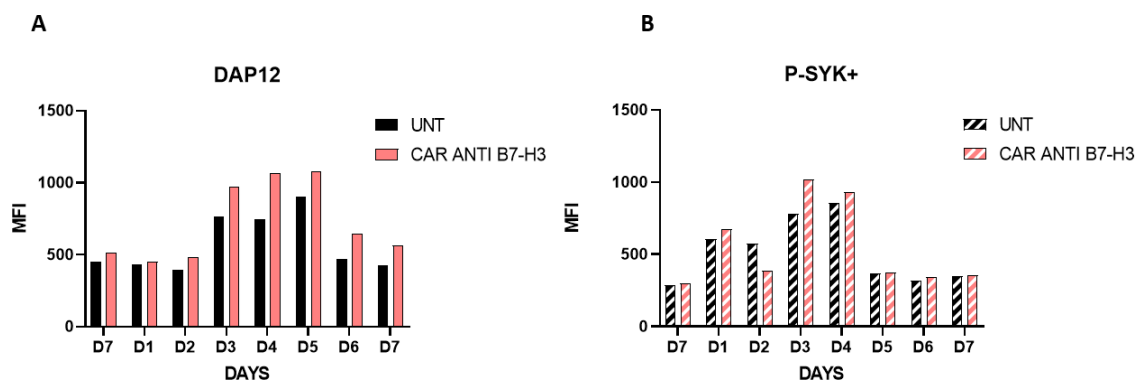 A
DAP12
1500
1000
500
0
MFI
D7 D1 D2 D3 D4 D5 D6 D7
DAYS
UNT
CAR ANTI B7-H3
B
P-SYK+
1500
1000
500
0
MFI
D7 D1 D2 D3 D4 D5 D6 D7
DAYS
UNT
CAR ANTI B7-H3